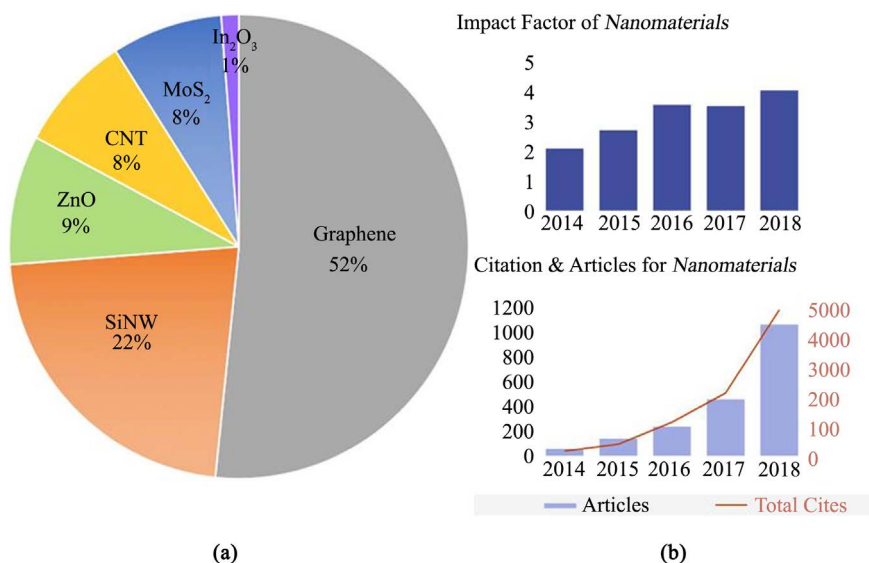 In₂O₃
1%
MoS₂
8%
CNT
8%
ZnO
9%
SiNW
22%
Graphene
52%
(a)
Impact Factor of Nanomaterials
5
4
3
2
1
0
2014 2015 2016 2017 2018
Citation & Articles for Nanomaterials
1200
1000
800
600
400
200
0
5000
4000
3000
200
100
0
2014 2015 2016 2017 2018
Articles Total Cites
(b)